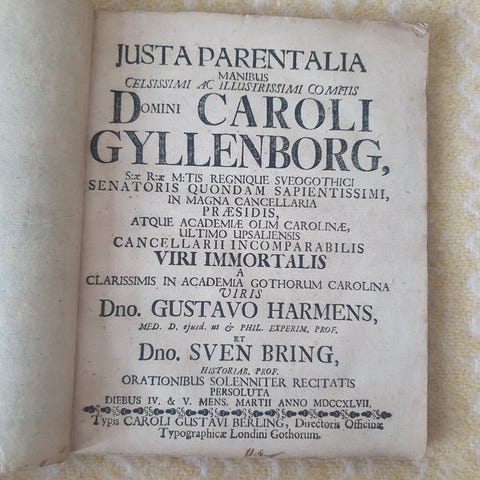 JUSTA PARENTALIA
MANIBUS
CELSISSIMI AC ILLUSTRISSIMI COMITIS
DOMINI CAROLI
GYLLENBORG,
S:æ R:æ M:TIS REGNIQUE SVEOGOTHICI
SENATORIS QUONDAM SAPIENTISSIMI,
IN MAGNA CANCELLARIA
PRÆSIDIS,
ATQUE ACADEMIÆ OLIM CAROLINÆ,
ULTIMO UPSALIENSIS
CANCELLARII INCOMPARABILIS
VIRI IMMORTALIS
A
CLARISSIMIS IN ACADEMIA GOTHORUM CAROLINA
VIRIS
Dno. GUSTAVO HARMENS,
MED. D. ejusd. ut & PHIL. EXPERIM. PROF.
ET
Dno. SVEN BRING,
HISTORIAR. PROF.
ORATIONIBUS SOLENNITER RECITATIS
PERSOLUTA
DIEBUS IV. & V. MENS. MARTII ANNO MDCCXLVII.
Typis CAROLI GUSTAVI BERLING, Directoris Officinæ
Typographicæ Londini Gothorum.